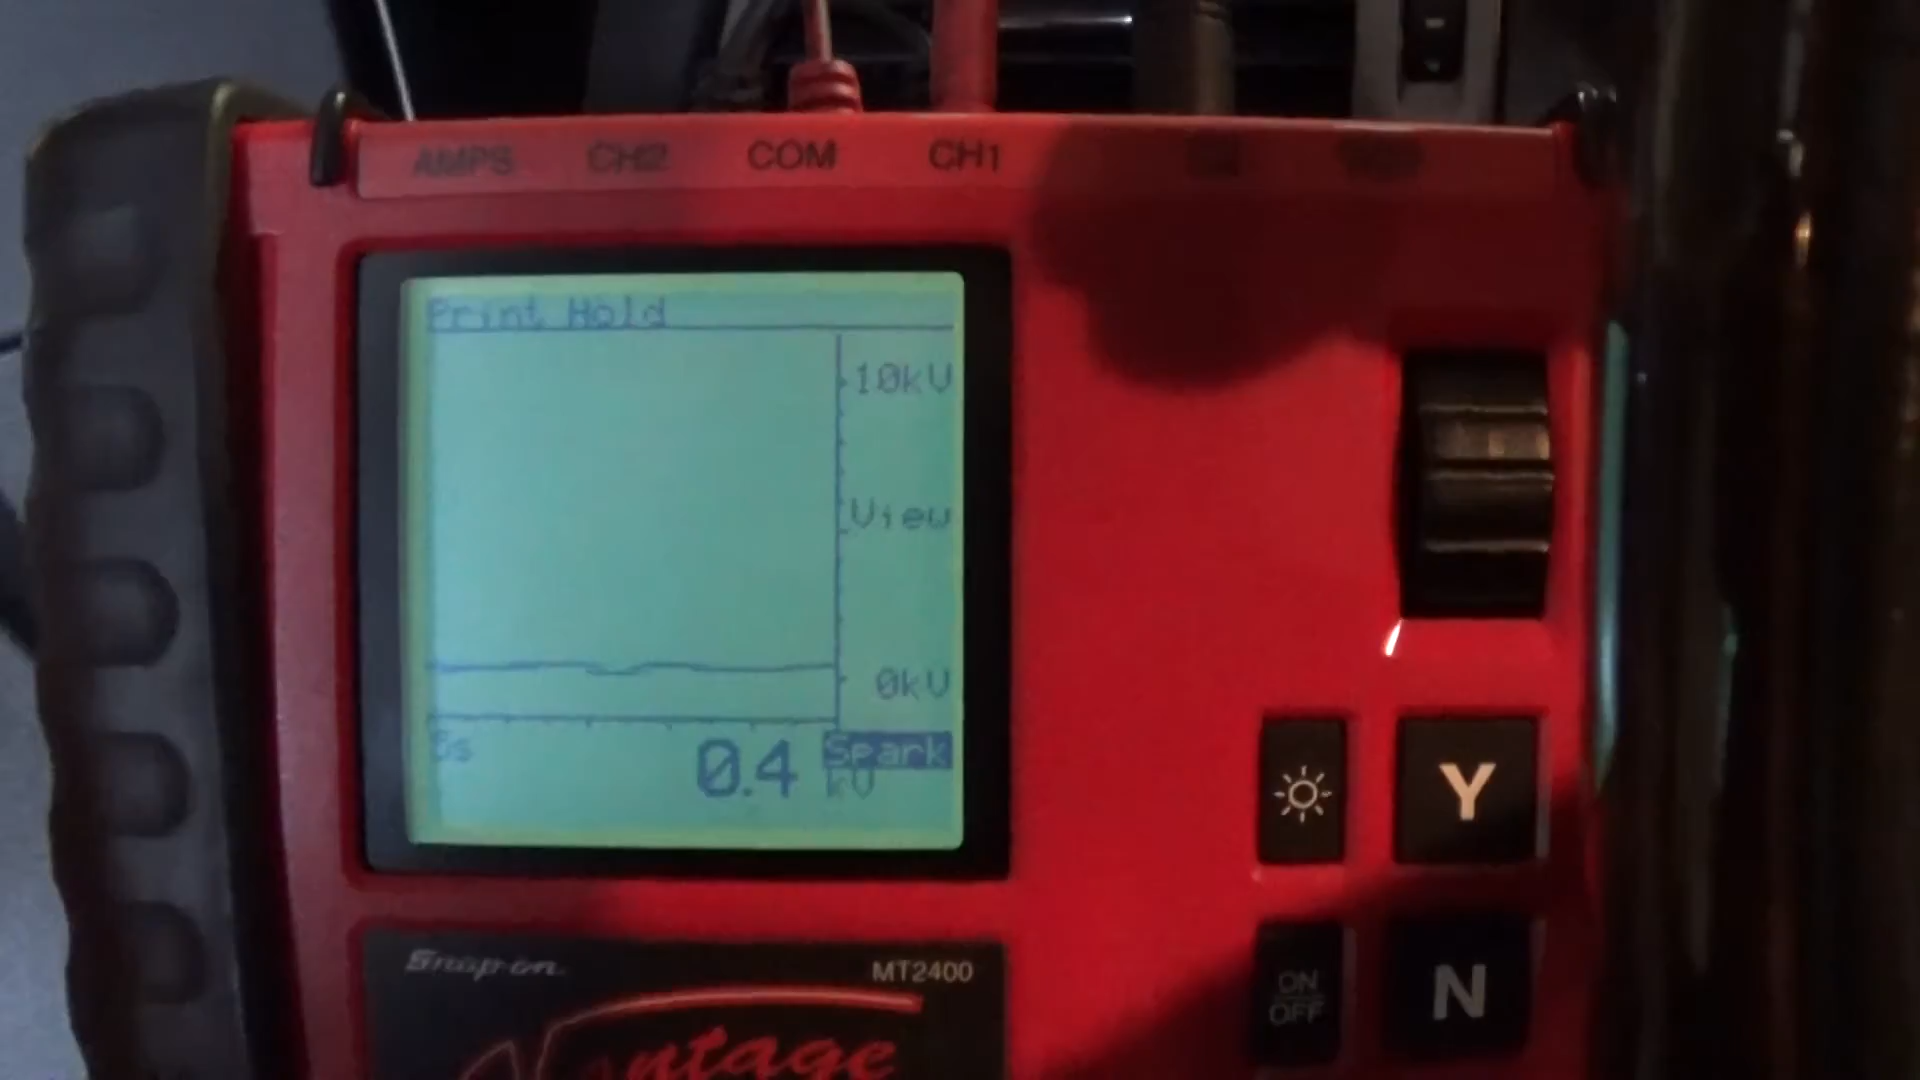 AMPS CH2 COM CH1
Print Hold
10kV
View
0kV
5s
0.4 kV
Spark
Y
Snap-on
MT2400
Vantage
ON
OFF
N